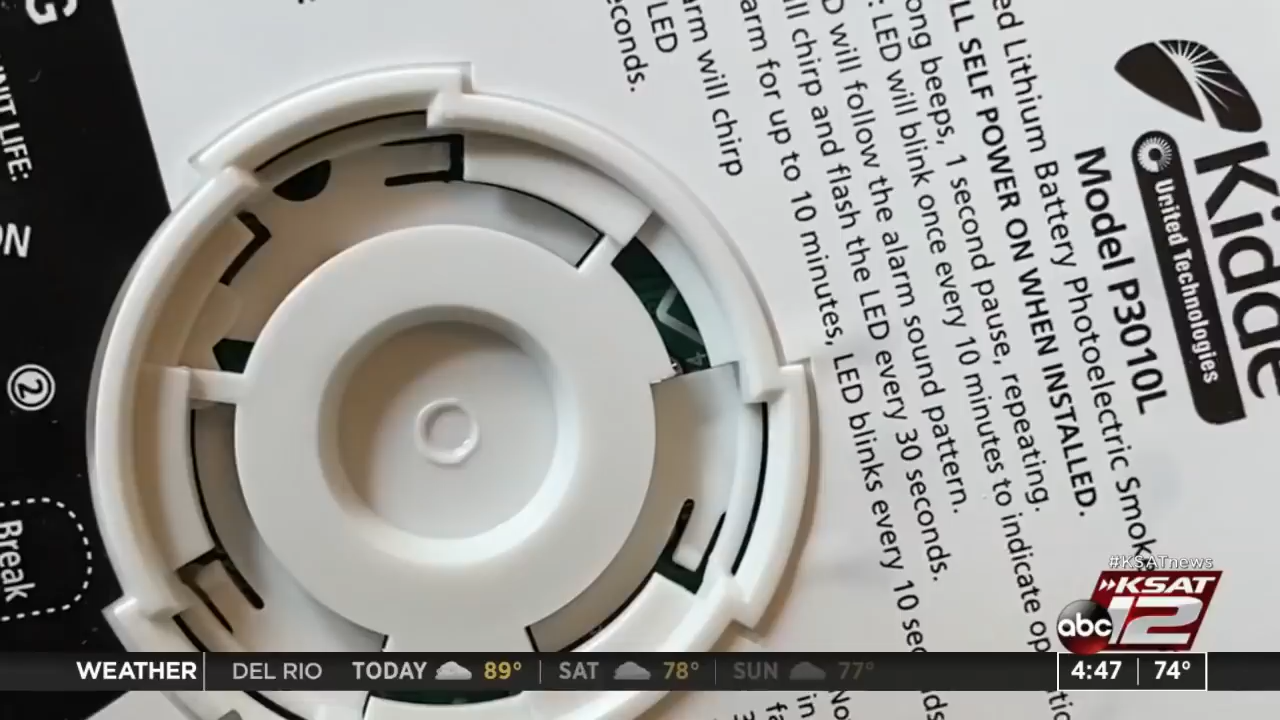 Kidde
United Technologies
Model P3010L
ed Lithium Battery Photoelectric Smoke
LL SELF POWER ON WHEN INSTALLED.
ong beeps, 1 second pause, repeating.
: LED will blink once every 10 minutes to indicate op
D will follow the alarm sound pattern.
ll chirp and flash the LED every 30 seconds.
arm for up to 10 minutes, LED blinks every 10 sec
rm will chirp
LED
econds.
G
NIT LIFE:
ON
2
Break
#KSATnews
KSAT
abc 12
WEATHER DEL RIO TODAY 89° SAT 78° SUN 77° 4:47 74°